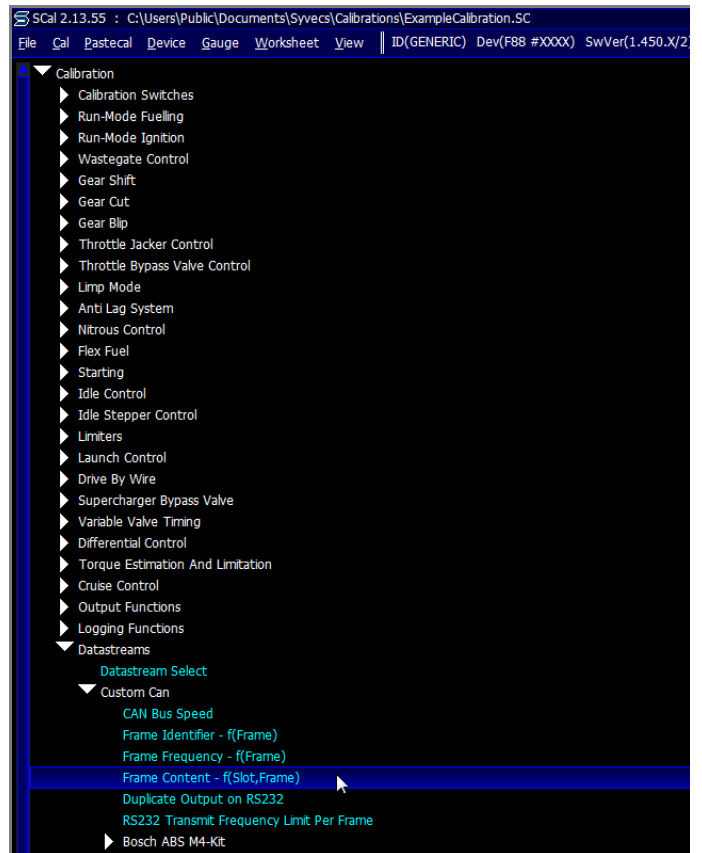 SCal 2.13.55 : C:\Users\Public\Documents\Syvecs\Calibrations\ExampleCalibration.SC
File Cal Pastecal Device Gauge Worksheet View ID(GENERIC) Dev(F88 #XXXX) SwVer(1.450.X/2)
Calibration
Calibration Switches
Run-Mode Fuelling
Run-Mode Ignition
Wastegate Control
Gear Shift
Gear Cut
Gear Blip
Throttle Jacker Control
Throttle Bypass Valve Control
Limp Mode
Anti Lag System
Nitrous Control
Flex Fuel
Starting
Idle Control
Idle Stepper Control
Limiters
Launch Control
Drive By Wire
Supercharger Bypass Valve
Variable Valve Timing
Differential Control
Torque Estimation And Limitation
Cruise Control
Output Functions
Logging Functions
Datastreams
Datastream Select
Custom Can
CAN Bus Speed
Frame Identifier - f(Frame)
Frame Frequency - f(Frame)
Frame Content - f(Slot,Frame)
Duplicate Output on RS232
RS232 Transmit Frequency Limit Per Frame
Bosch ABS M4-Kit